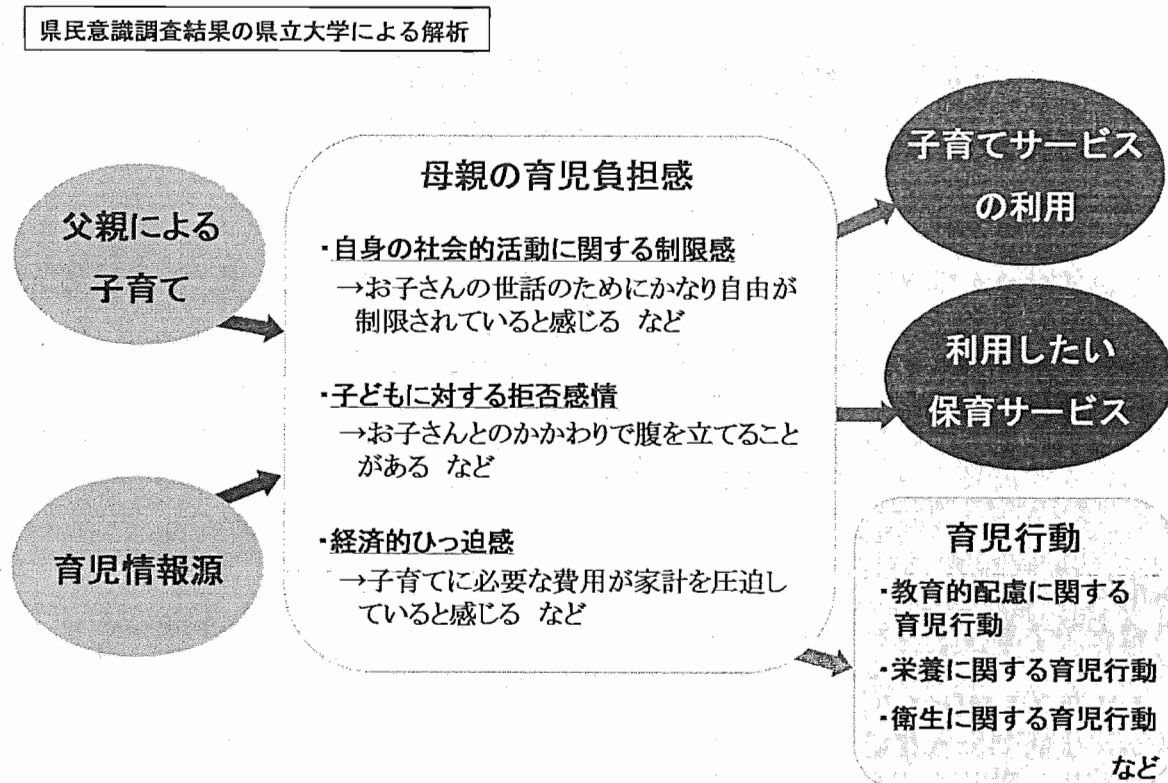 県民意識調査結果の県立大学による解析
父親による
子育て
育児情報源
母親の育児負担感
・自身の社会的活動に関する制限感
→お子さんの世話のためにかなり自由が
制限されていると感じる など
・子どもに対する拒否感情
→お子さんとのかかわりで腹を立てること
がある など
・経済的ひっ迫感
→子育てに必要な費用が家計を圧迫し
ていると感じる など
子育てサービス
の利用
利用したい
保育サービス
育児行動
・教育的配慮に関する
育児行動
・栄養に関する育児行動
・衛生に関する育児行動
など